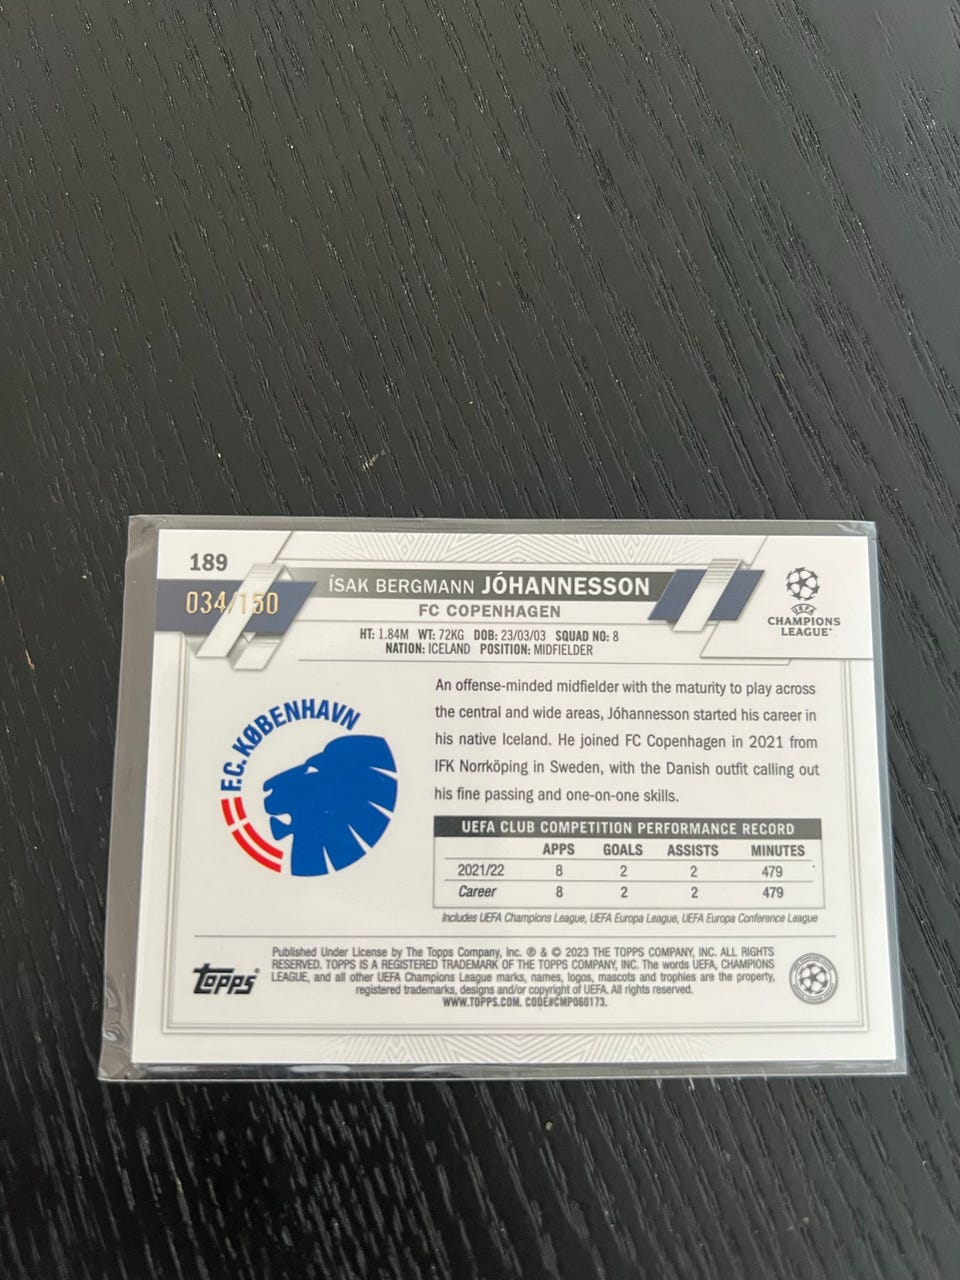 189
034/150
ÍSAK BERGMANN JÓHANNESSON
FC COPENHAGEN
HT: 1.84M WT: 72KG DOB: 23/03/03 SQUAD NO: 8
NATION: ICELAND POSITION: MIDFIELDER
UEFA
CHAMPIONS
LEAGUE®
F.C. KØBENHAVN
An offense-minded midfielder with the maturity to play across
the central and wide areas, Jóhannesson started his career in
his native Iceland. He joined FC Copenhagen in 2021 from
IFK Norrköping in Sweden, with the Danish outfit calling out
his fine passing and one-on-one skills.
UEFA CLUB COMPETITION PERFORMANCE RECORD
APPS GOALS ASSISTS MINUTES
2021/22 8 2 2 479
Career 8 2 2 479
Includes UEFA Champions League, UEFA Europa League, UEFA Europa Conference League
topps®
Published Under License by The Topps Company, Inc. ® & © 2023 THE TOPPS COMPANY, INC. ALL RIGHTS
RESERVED. TOPPS IS A REGISTERED TRADEMARK OF THE TOPPS COMPANY, INC. The words UEFA, CHAMPIONS
LEAGUE, and all other UEFA Champions League marks, names, logos, mascots and trophies are the property,
registered trademarks, designs and/or copyright of UEFA. All rights reserved.
WWW.TOPPS.COM. CODE#CMP060173.